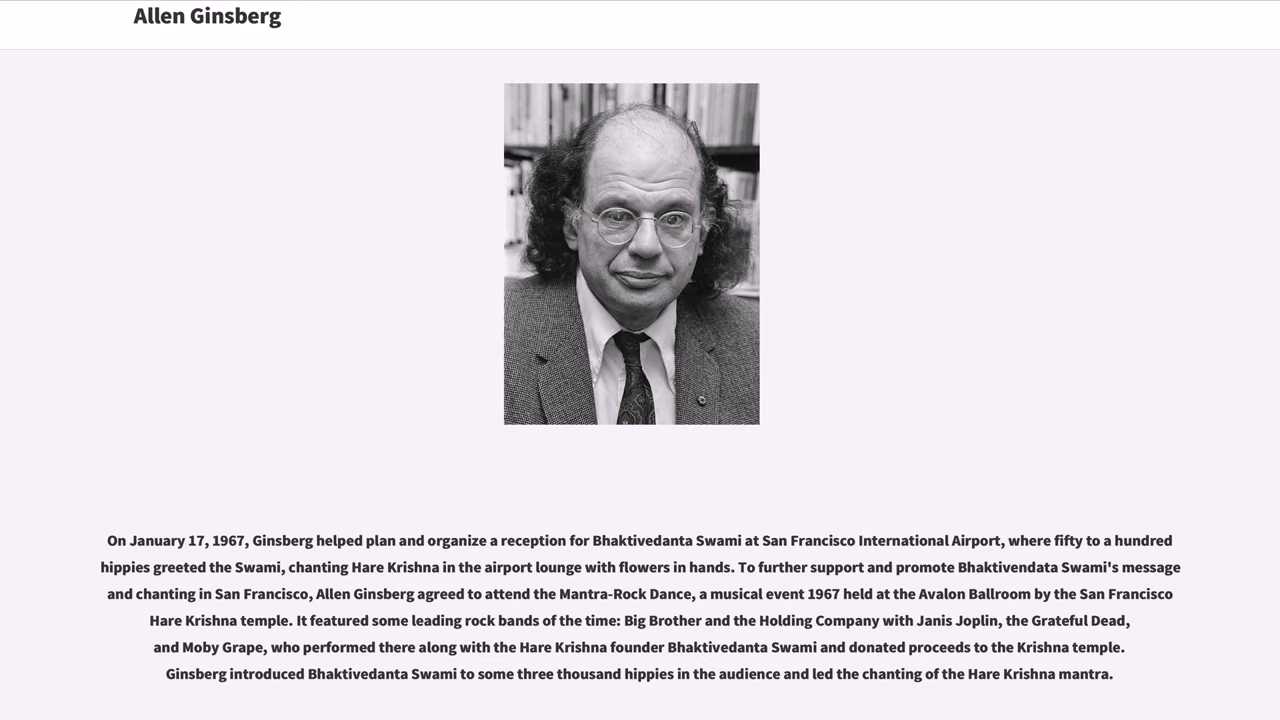 Allen Ginsberg
On January 17, 1967, Ginsberg helped plan and organize a reception for Bhaktivedanta Swami at San Francisco International Airport, where fifty to a hundred
hippies greeted the Swami, chanting Hare Krishna in the airport lounge with flowers in hands. To further support and promote Bhaktivendata Swami's message
and chanting in San Francisco, Allen Ginsberg agreed to attend the Mantra-Rock Dance, a musical event 1967 held at the Avalon Ballroom by the San Francisco
Hare Krishna temple. It featured some leading rock bands of the time: Big Brother and the Holding Company with Janis Joplin, the Grateful Dead,
and Moby Grape, who performed there along with the Hare Krishna founder Bhaktivedanta Swami and donated proceeds to the Krishna temple.
Ginsberg introduced Bhaktivedanta Swami to some three thousand hippies in the audience and led the chanting of the Hare Krishna mantra.